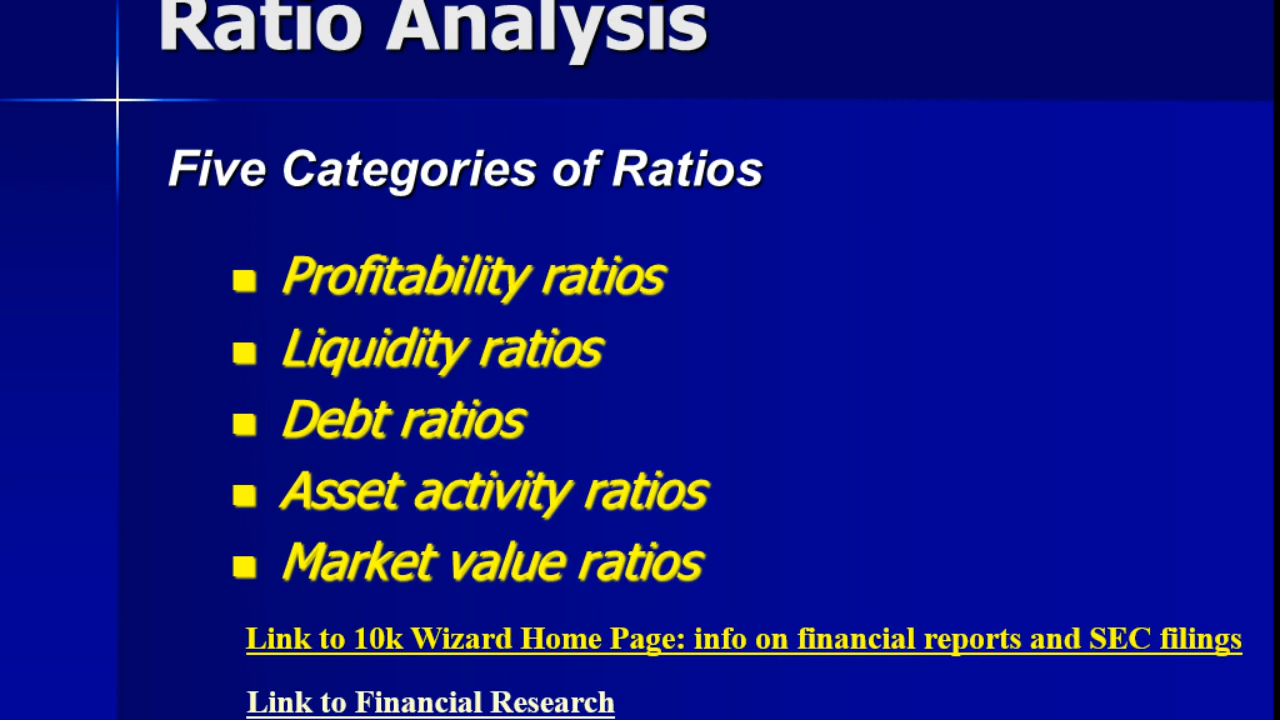 Ratio Analysis
Five Categories of Ratios
Profitability ratios
Liquidity ratios
Debt ratios
Asset activity ratios
Market value ratios
Link to 10k Wizard Home Page: info on financial reports and SEC filings
Link to Financial Research